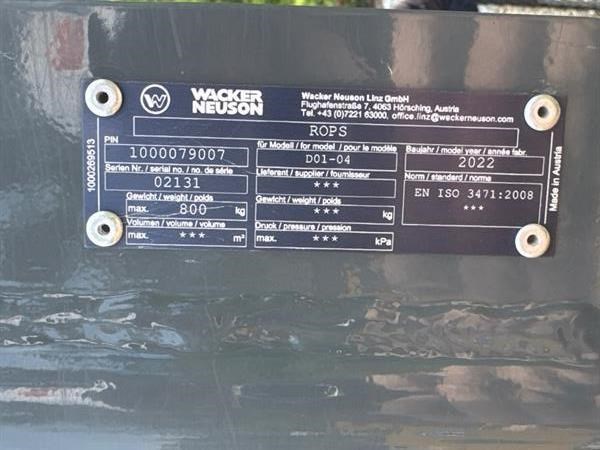 WACKER NEUSON
Wacker Neuson Linz GmbH
Flughafenstraße 7, 4063 Hörsching, Austria
Tel. +43 (0)7221 63000, office.linz@wackerneuson.com
ROPS
PIN
1000079007
für Modell / for model / pour le modèle
D01-04
Baujahr / model year / année fabr.
2022
Serien Nr. / serial no. / no. de série
02131
Lieferant / supplier / fournisseur
***
Norm / standard / norme
EN ISO 3471:2008
***
Gewicht / weight / poids
max. 800 kg
Gewicht / weight / poids
max. *** kg
Volumen / volume / volume
max. *** m³
Druck / pressure / pression
max. *** kPa
1000269513
Made in Austria